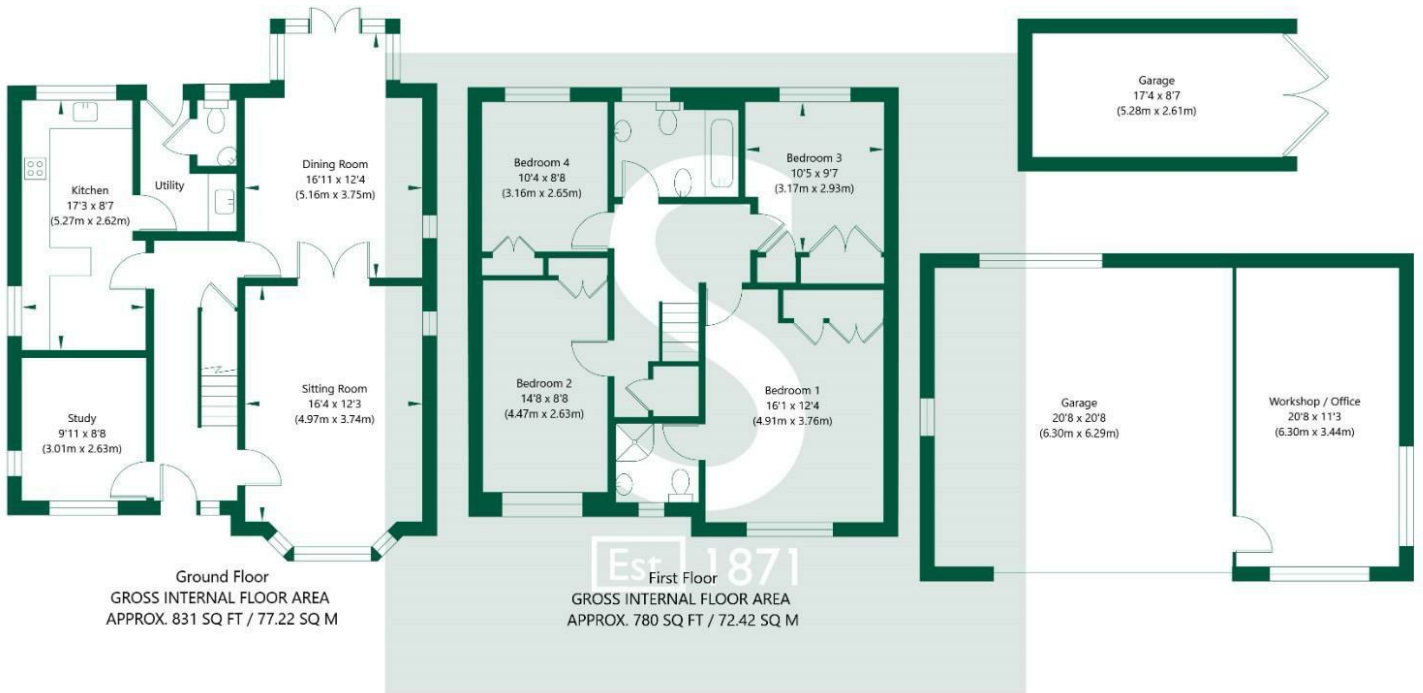 Kitchen
17'3 x 8'7
(5.27m x 2.62m)
Utility
Dining Room
16'11 x 12'4
(5.16m x 3.75m)
Study
9'11 x 8'8
(3.01m x 2.63m)
Sitting Room
16'4 x 12'3
(4.97m x 3.74m)
Ground Floor
GROSS INTERNAL FLOOR AREA
APPROX. 831 SQ FT / 77.22 SQ M
Bedroom 4
10'4 x 8'8
(3.16m x 2.65m)
Bedroom 3
10'5 x 9'7
(3.17m x 2.93m)
Bedroom 2
14'8 x 8'8
(4.47m x 2.63m)
Bedroom 1
16'1 x 12'4
(4.91m x 3.76m)
S
Est 1871
First Floor
GROSS INTERNAL FLOOR AREA
APPROX. 780 SQ FT / 72.42 SQ M
Garage
17'4 x 8'7
(5.28m x 2.61m)
Garage
20'8 x 20'8
(6.30m x 6.29m)
Workshop / Office
20'8 x 11'3
(6.30m x 3.44m)